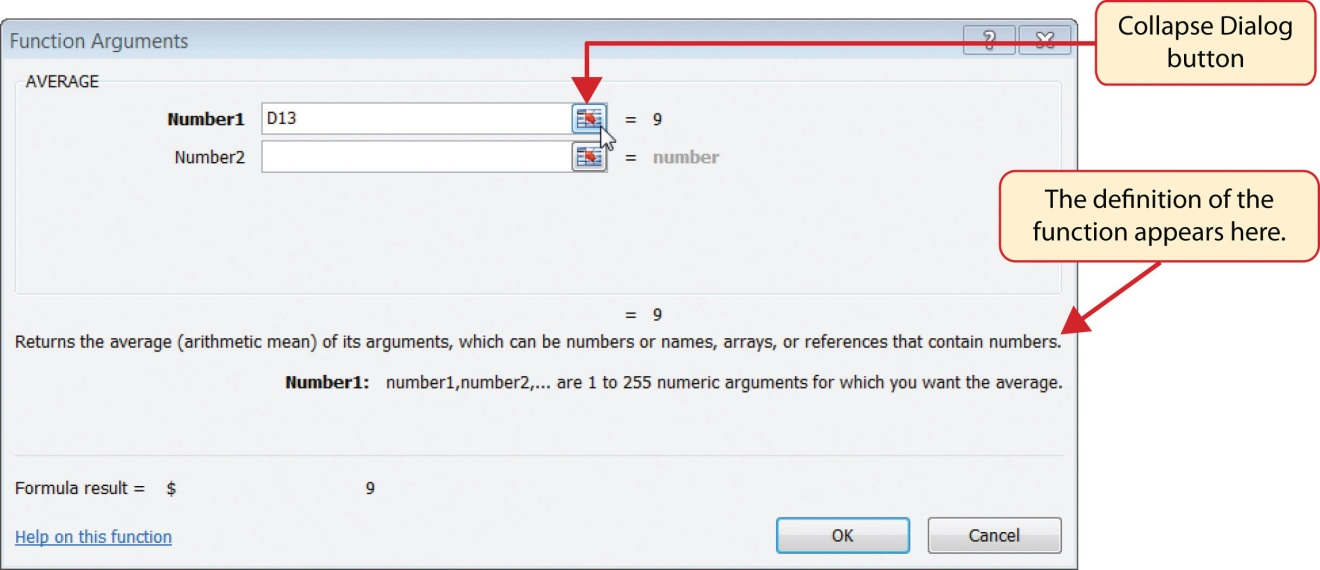 Collapse Dialog
button
Function Arguments
AVERAGE
Number1 D13 = 9
Number2 = number
The definition of the
function appears here.
= 9
Returns the average (arithmetic mean) of its arguments, which can be numbers or names, arrays, or references that contain numbers.
Number1: number1,number2,... are 1 to 255 numeric arguments for which you want the average.
Formula result = $ 9
Help on this function OK Cancel